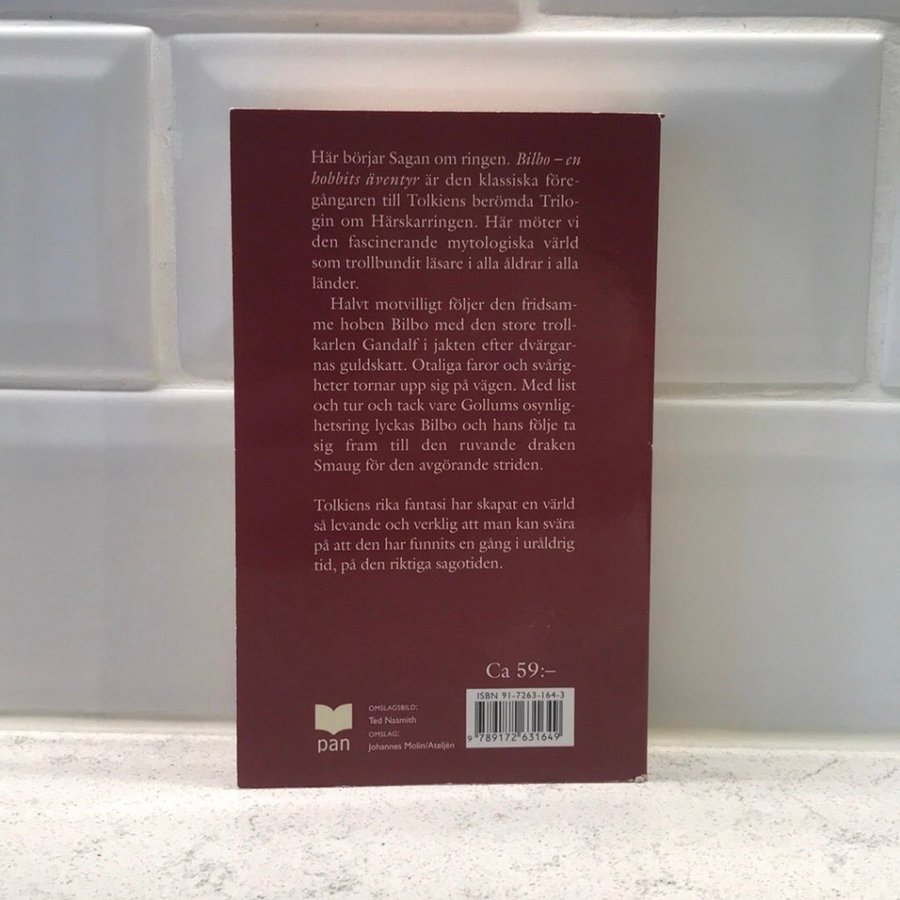 Här börjar Sagan om ringen. Bilbo – en
hobbits äventyr är den klassiska före-
gångaren till Tolkiens berömda Trilo-
gin om Härskarringen. Här möter vi
den fascinerande mytologiska värld
som trollbundit läsare i alla åldrar i alla
länder.
Halvt motvilligt följer den fridsam-
me hoben Bilbo med den store troll-
karlen Gandalf i jakten efter dvärgar-
nas guldskatt. Otaliga faror och svårig-
heter tornar upp sig på vägen. Med list
och tur och tack vare Gollums osynlig-
hetsring lyckas Bilbo och hans följe ta
sig fram till den ruvande draken
Smaug för den avgörande striden.
Tolkiens rika fantasi har skapat en värld
så levande och verklig att man kan svära
på att den har funnits en gång i uråldrig
tid, på den riktiga sagotiden.
Ca 59:–
ISBN 91-7263-164-3
9 789172 631649
pan
OMSLAGSBILD:
Ted Nasmith
OMSLAG:
Johannes Molin/Ateljén